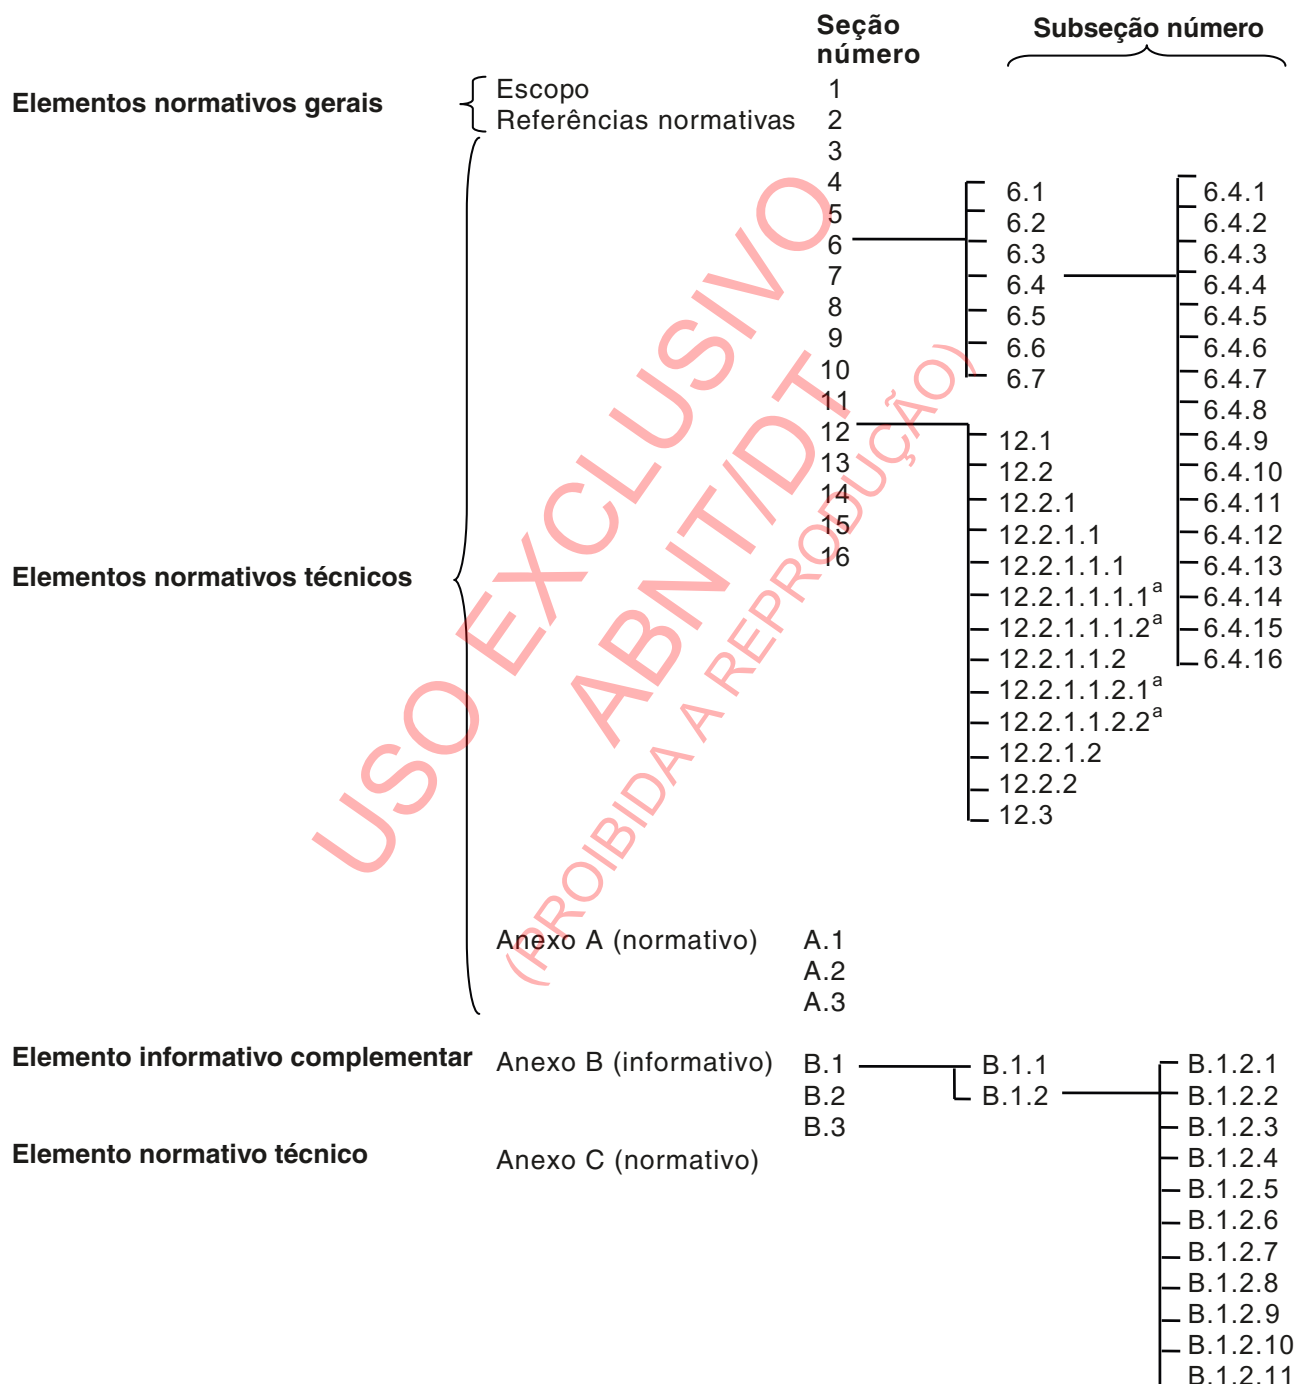 Seção
número
Subseção número
Elementos normativos gerais
Escopo 1
Referências normativas 2
3
4
5
6
7
8
9
10
11
12
13
14
15
16
6.1
6.2
6.3
6.4
6.5
6.6
6.7
6.4.1
6.4.2
6.4.3
6.4.4
6.4.5
6.4.6
6.4.7
6.4.8
6.4.9
6.4.10
6.4.11
6.4.12
6.4.13
6.4.14
6.4.15
6.4.16
12.1
12.2
12.2.1
12.2.1.1
12.2.1.1.1
12.2.1.1.1.1a
12.2.1.1.1.2a
12.2.1.1.2
12.2.1.1.2.1a
12.2.1.1.2.2a
12.2.1.2
12.2.2
12.3
Elementos normativos técnicos
Anexo A (normativo) A.1
A.2
A.3
Elemento informativo complementar
Anexo B (informativo) B.1
B.2
B.3
B.1.1
B.1.2
B.1.2.1
B.1.2.2
B.1.2.3
B.1.2.4
B.1.2.5
B.1.2.6
B.1.2.7
B.1.2.8
B.1.2.9
B.1.2.10
B.1.2.11
Elemento normativo técnico
Anexo C (normativo)
USO EXCLUSIVO
ABNT/DT
(PROIBIDA A REPRODUÇÃO)